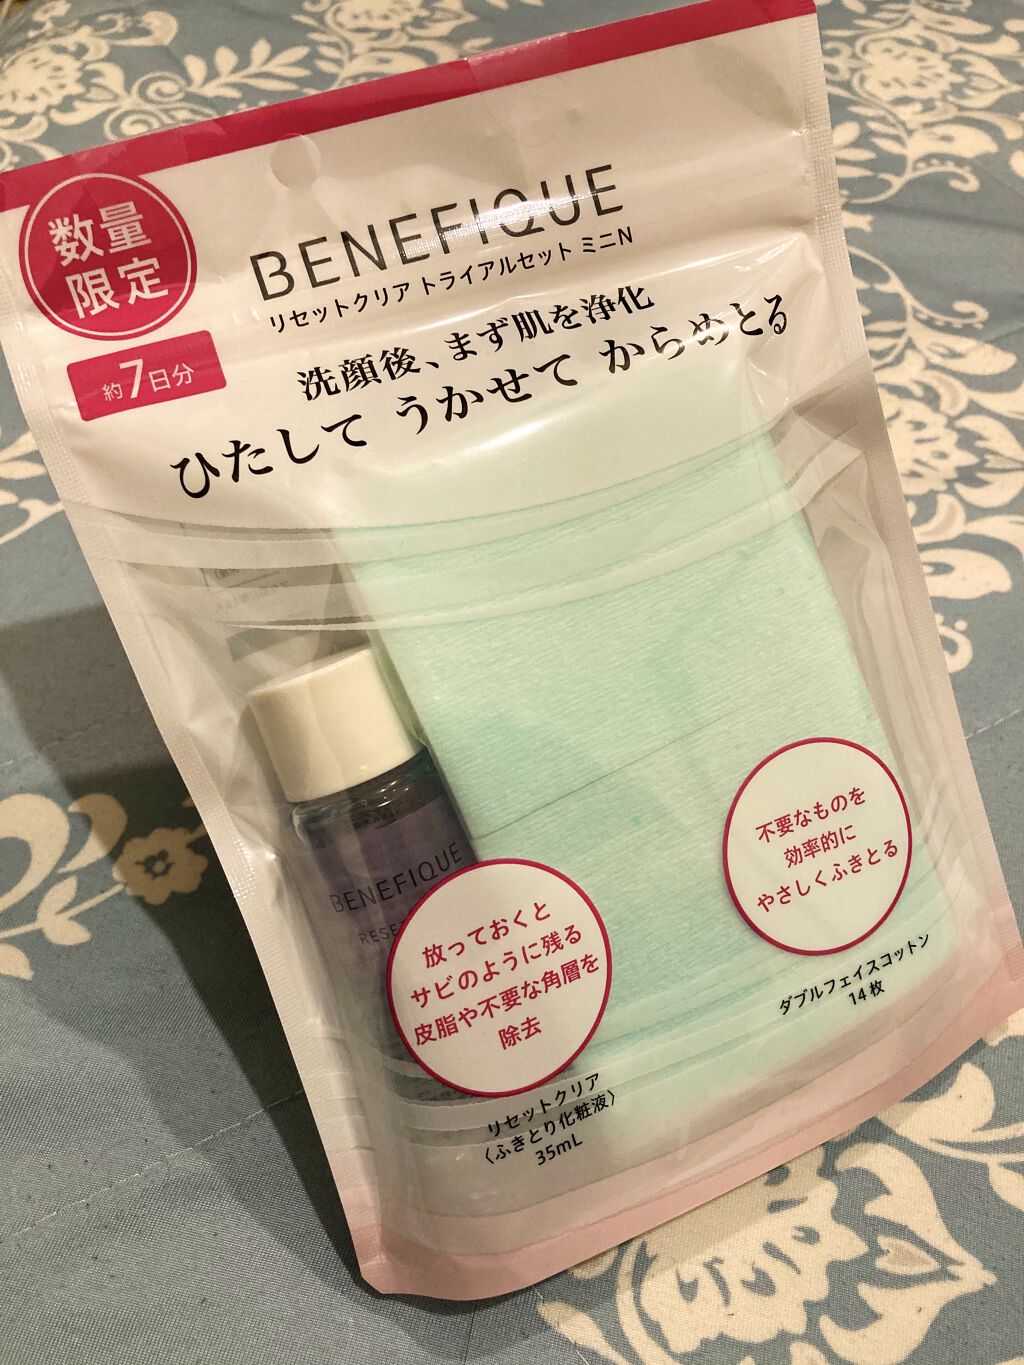 数量
限定
約7日分
BENEFIQUE
リセットクリア トライアルセット ミニN
洗顔後、まず肌を浄化
ひたして うかせて からめとる
BENEFIQUE
RESET
放っておくと
サビのように残る
皮脂や不要な角層を
除去
リセットクリア
〈ふきとり化粧液〉
35mL
不要なものを
効率的に
やさしくふきとる
ダブルフェイスコットン
14枚